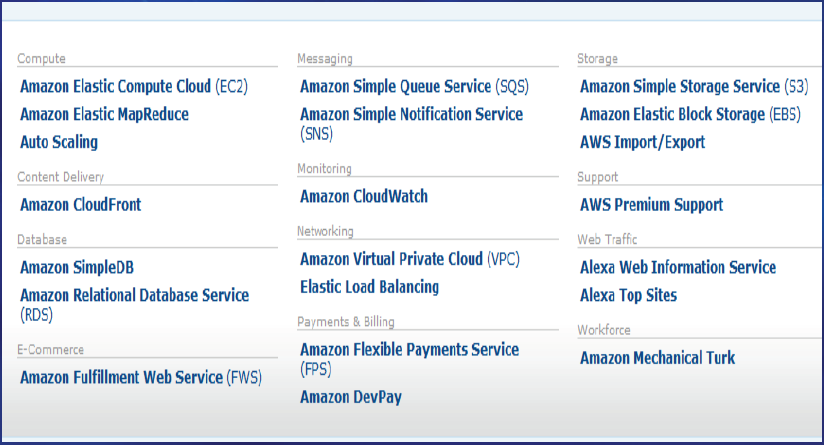 Compute
Amazon Elastic Compute Cloud (EC2)
Amazon Elastic MapReduce
Auto Scaling
Content Delivery
Amazon CloudFront
Database
Amazon SimpleDB
Amazon Relational Database Service
(RDS)
E-Commerce
Amazon Fulfillment Web Service (FWS)
Messaging
Amazon Simple Queue Service (SQS)
Amazon Simple Notification Service
(SNS)
Monitoring
Amazon CloudWatch
Networking
Amazon Virtual Private Cloud (VPC)
Elastic Load Balancing
Payments & Billing
Amazon Flexible Payments Service
(FPS)
Amazon DevPay
Storage
Amazon Simple Storage Service (S3)
Amazon Elastic Block Storage (EBS)
AWS Import/Export
Support
AWS Premium Support
Web Traffic
Alexa Web Information Service
Alexa Top Sites
Workforce
Amazon Mechanical Turk